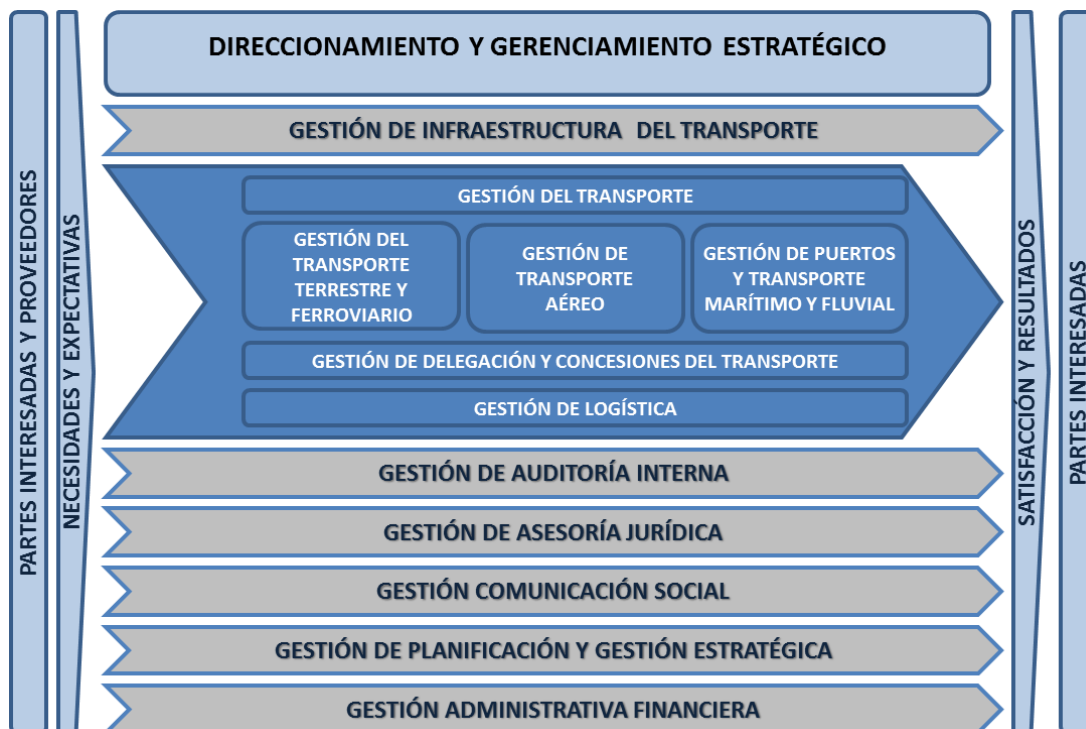 PARTES INTERESADAS Y PROVEEDORES
NECESIDADES Y EXPECTATIVAS
DIRECCIONAMIENTO Y GERENCIAMIENTO ESTRATÉGICO
GESTIÓN DE INFRAESTRUCTURA DEL TRANSPORTE
GESTIÓN DEL TRANSPORTE
GESTIÓN DEL
TRANSPORTE
TERRESTRE Y
FERROVIARIO
GESTIÓN DE
TRANSPORTE
AÉREO
GESTIÓN DE PUERTOS
Y TRANSPORTE
MARÍTIMO Y FLUVIAL
GESTIÓN DE DELEGACIÓN Y CONCESIONES DEL TRANSPORTE
GESTIÓN DE LOGÍSTICA
GESTIÓN DE AUDITORÍA INTERNA
GESTIÓN DE ASESORÍA JURÍDICA
GESTIÓN COMUNICACIÓN SOCIAL
GESTIÓN DE PLANIFICACIÓN Y GESTIÓN ESTRATÉGICA
GESTIÓN ADMINISTRATIVA FINANCIERA
SATISFACCIÓN Y RESULTADOS
PARTES INTERESADAS